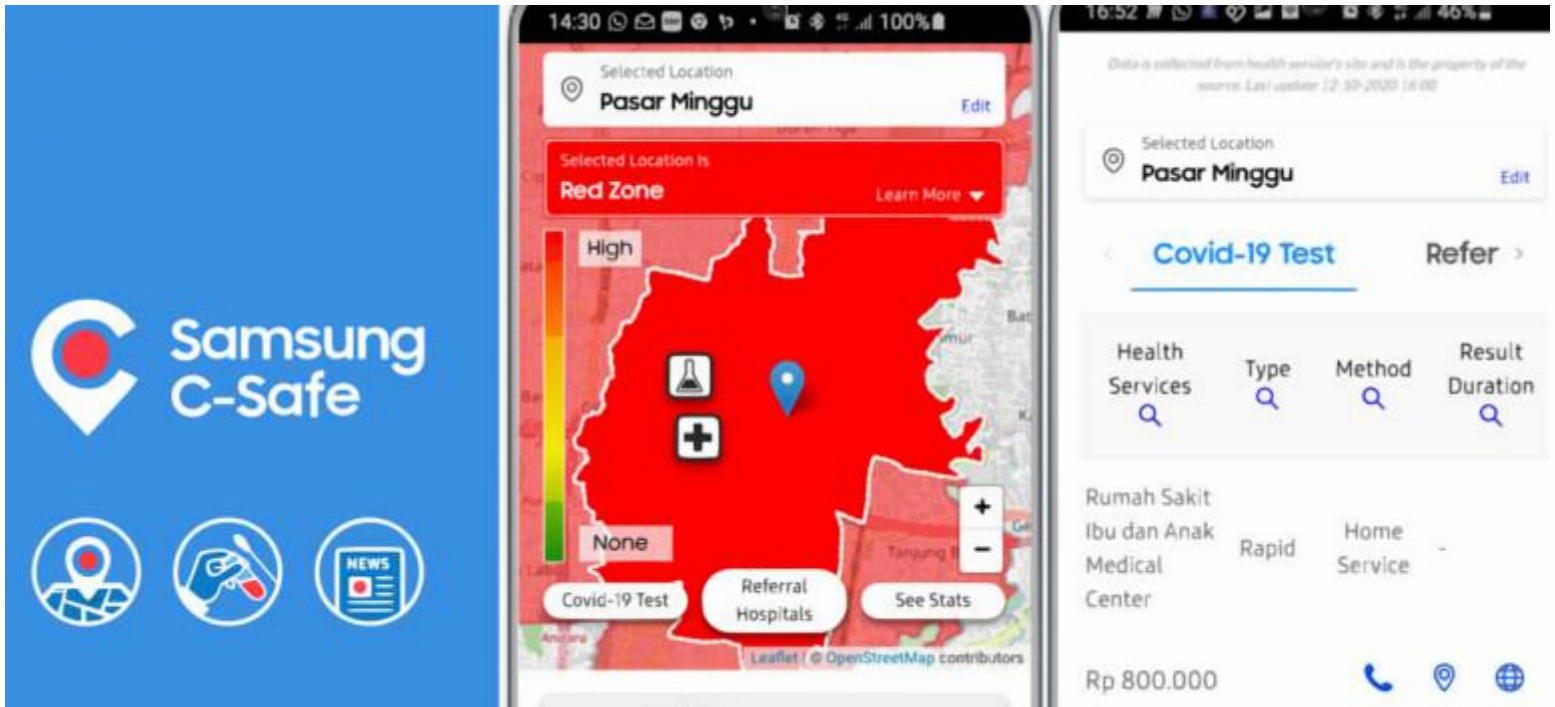 Samsung
C-Safe
NEWS
14:30
100%
Selected Location
Pasar Minggu
Edit
Selected Location Is
Red Zone
Learn More
High
None
Tanjung B
Covid-19 Test
Referral
Hospitals
See Stats
Leaflet | © OpenStreetMap contributors
16:52
46%
Data is collected from health service's site and is the property of the
source. Last update 12-10-2020 16:00
Selected Location
Pasar Minggu
Edit
Covid-19 Test
Refer
Health
Services
Type
Method
Result
Duration
Rumah Sakit
Ibu dan Anak
Medical
Center
Rapid
Home
Service
-
Rp 800.000